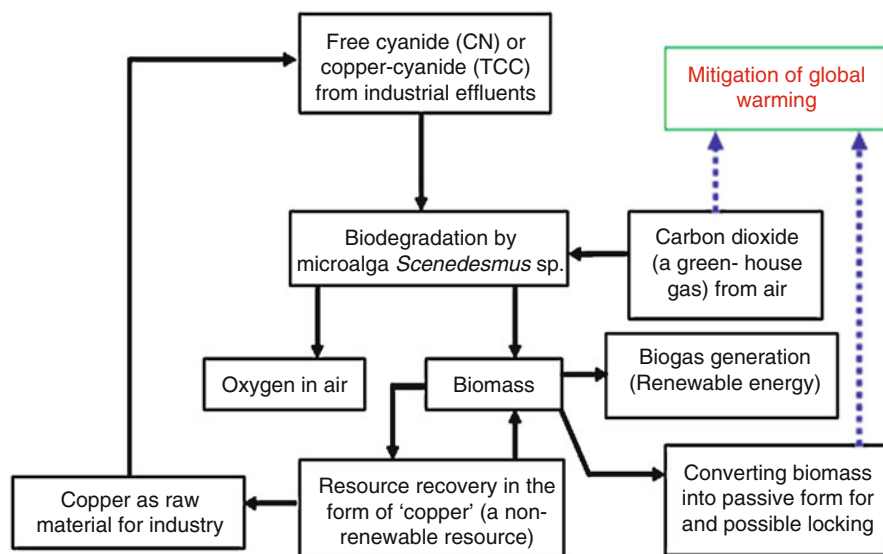 Free cyanide (CN) or
copper-cyanide (TCC)
from industrial effluents
Mitigation of global
warming
Biodegradation by
microalga Scenedesmus sp.
Carbon dioxide
(a green- house
gas) from air
Oxygen in air
Biomass
Biogas generation
(Renewable energy)
Copper as raw
material for industry
Resource recovery in the
form of ‘copper’ (a non-
renewable resource)
Converting biomass
into passive form for
and possible locking